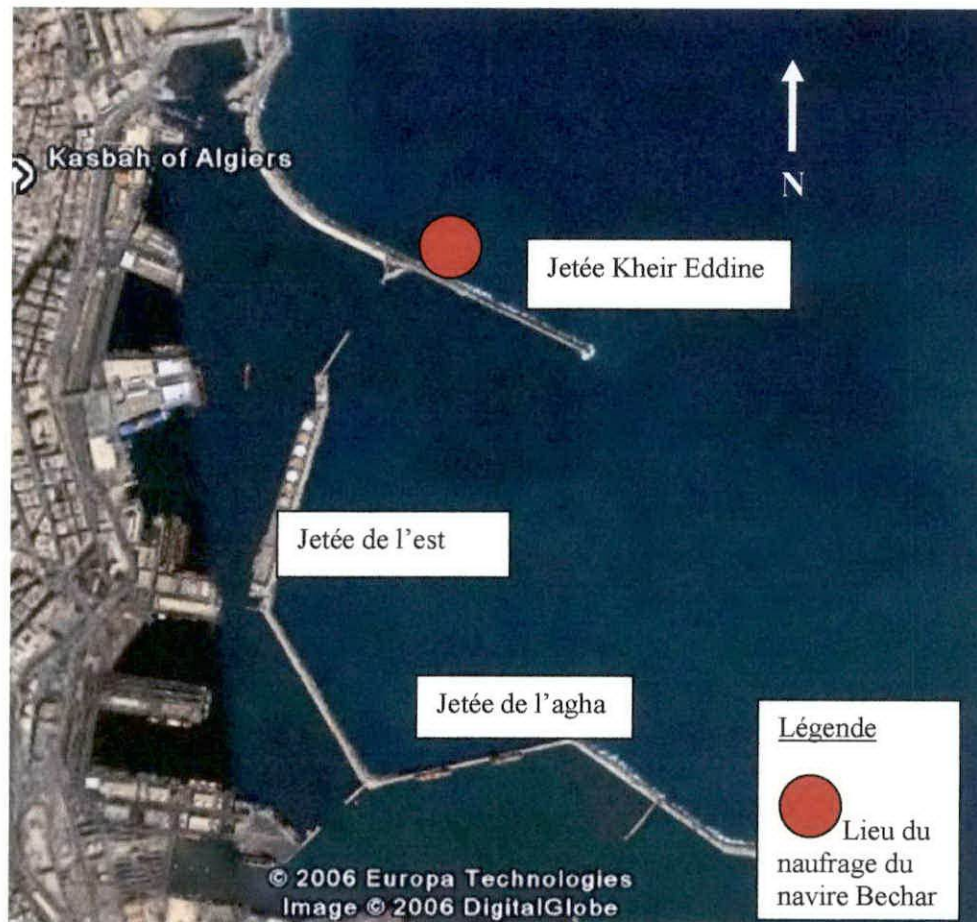 Kasbah of Algiers
N
Jetée Kheir Eddine
Jetée de l'est
Jetée de l'agha
Légende
Lieu du
naufrage du
navire Bechar
© 2006 Europa Technologies
Image © 2006 DigitalGlobe